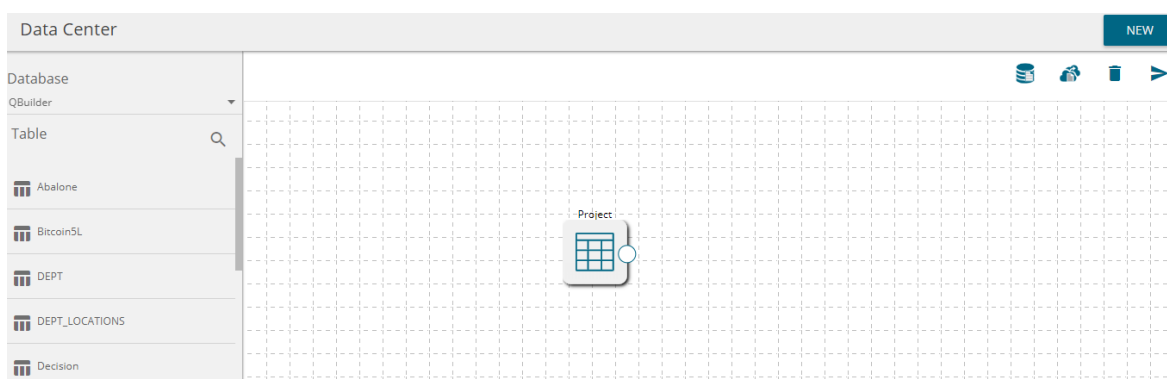 Data Center
NEW
Database
QBuilder
Table
Abalone
Bitcoin5L
DEPT
DEPT_LOCATIONS
Decision
Project